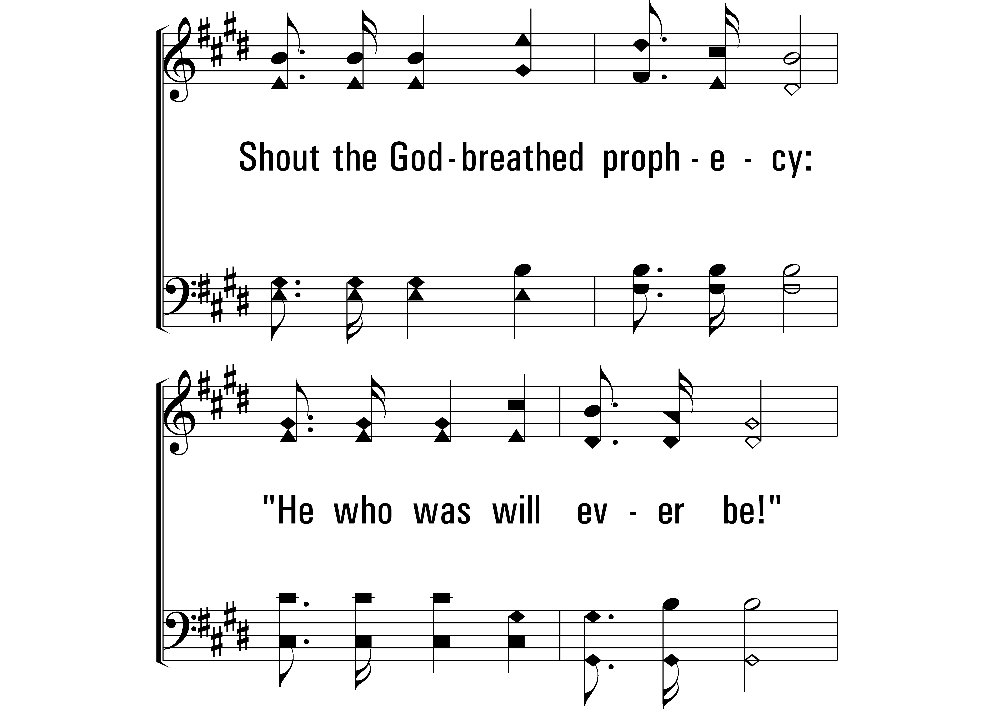 Shout the God-breathed proph - e - cy:
"He who was will ev - er be!"